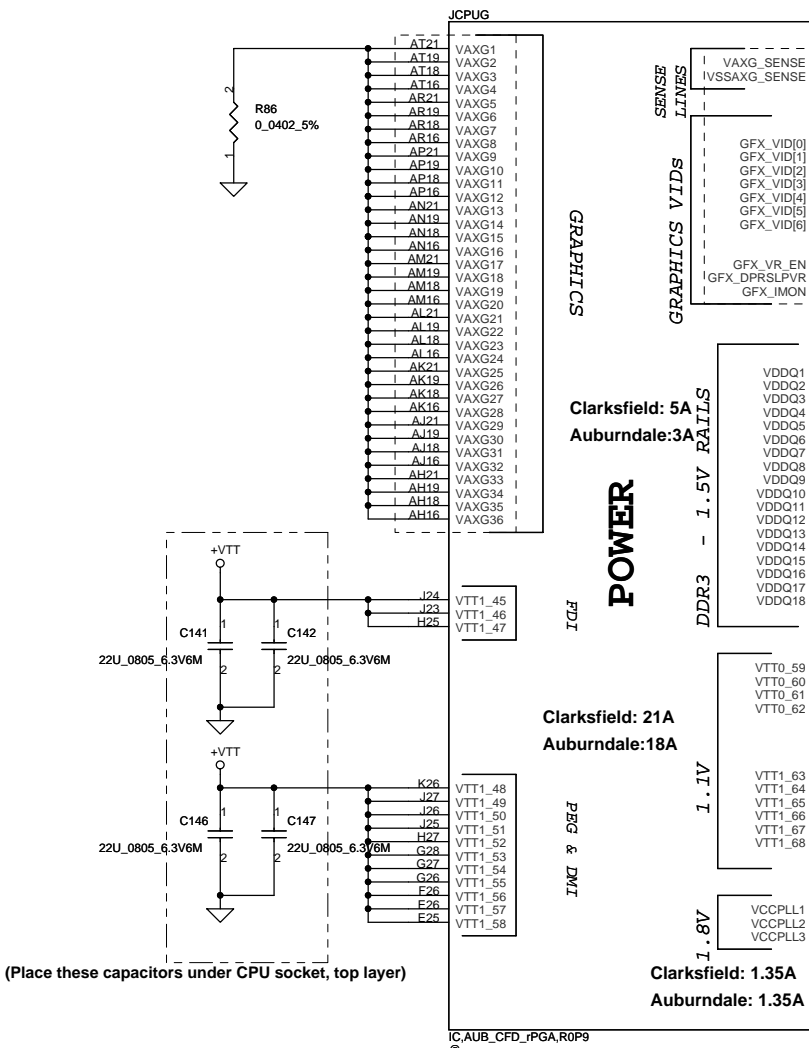 JCPUG
AT21 VAXG1
AT19 VAXG2
AT18 VAXG3
AT16 VAXG4
AR21 VAXG5
AR19 VAXG6
AR18 VAXG7
AR16 VAXG8
AP21 VAXG9
AP19 VAXG10
AP18 VAXG11
AP16 VAXG12
AN21 VAXG13
AN19 VAXG14
AN18 VAXG15
AN16 VAXG16
AM21 VAXG17
AM19 VAXG18
AM18 VAXG19
AM16 VAXG20
AL21 VAXG21
AL19 VAXG22
AL18 VAXG23
AL16 VAXG24
AK21 VAXG25
AK19 VAXG26
AK18 VAXG27
AK16 VAXG28
AJ21 VAXG29
AJ19 VAXG30
AJ18 VAXG31
AJ16 VAXG32
AH21 VAXG33
AH19 VAXG34
AH18 VAXG35
AH16 VAXG36
2
R86
0_0402_5%
1
GRAPHICS
SENSE
LINES
VAXG_SENSE
VSSAXG_SENSE
GRAPHICS VIDs
GFX_VID[0]
GFX_VID[1]
GFX_VID[2]
GFX_VID[3]
GFX_VID[4]
GFX_VID[5]
GFX_VID[6]
GFX_VR_EN
GFX_DPRSLPVR
GFX_IMON
Clarksfield: 5A
Auburndale:3A
POWER
DDR3 - 1.5V RAILS
VDDQ1
VDDQ2
VDDQ3
VDDQ4
VDDQ5
VDDQ6
VDDQ7
VDDQ8
VDDQ9
VDDQ10
VDDQ11
VDDQ12
VDDQ13
VDDQ14
VDDQ15
VDDQ16
VDDQ17
VDDQ18
+VTT
1
C141
2
22U_0805_6.3V6M
1
C142
2
22U_0805_6.3V6M
J24 VTT1_45
J23 VTT1_46
H25 VTT1_47
FDI
VTT0_59
VTT0_60
VTT0_61
VTT0_62
Clarksfield: 21A
Auburndale:18A
1.1V
VTT1_63
VTT1_64
VTT1_65
VTT1_66
VTT1_67
VTT1_68
+VTT
1
C146
2
22U_0805_6.3V6M
1
C147
2
22U_0805_6.3V6M
K26 VTT1_48
J27 VTT1_49
J26 VTT1_50
J25 VTT1_51
H27 VTT1_52
G28 VTT1_53
G27 VTT1_54
G26 VTT1_55
F26 VTT1_56
E26 VTT1_57
E25 VTT1_58
PEG & DMI
1.8V
VCCPLL1
VCCPLL2
VCCPLL3
(Place these capacitors under CPU socket, top layer)
Clarksfield: 1.35A
Auburndale: 1.35A
IC,AUB_CFD_rPGA,R0P9
@